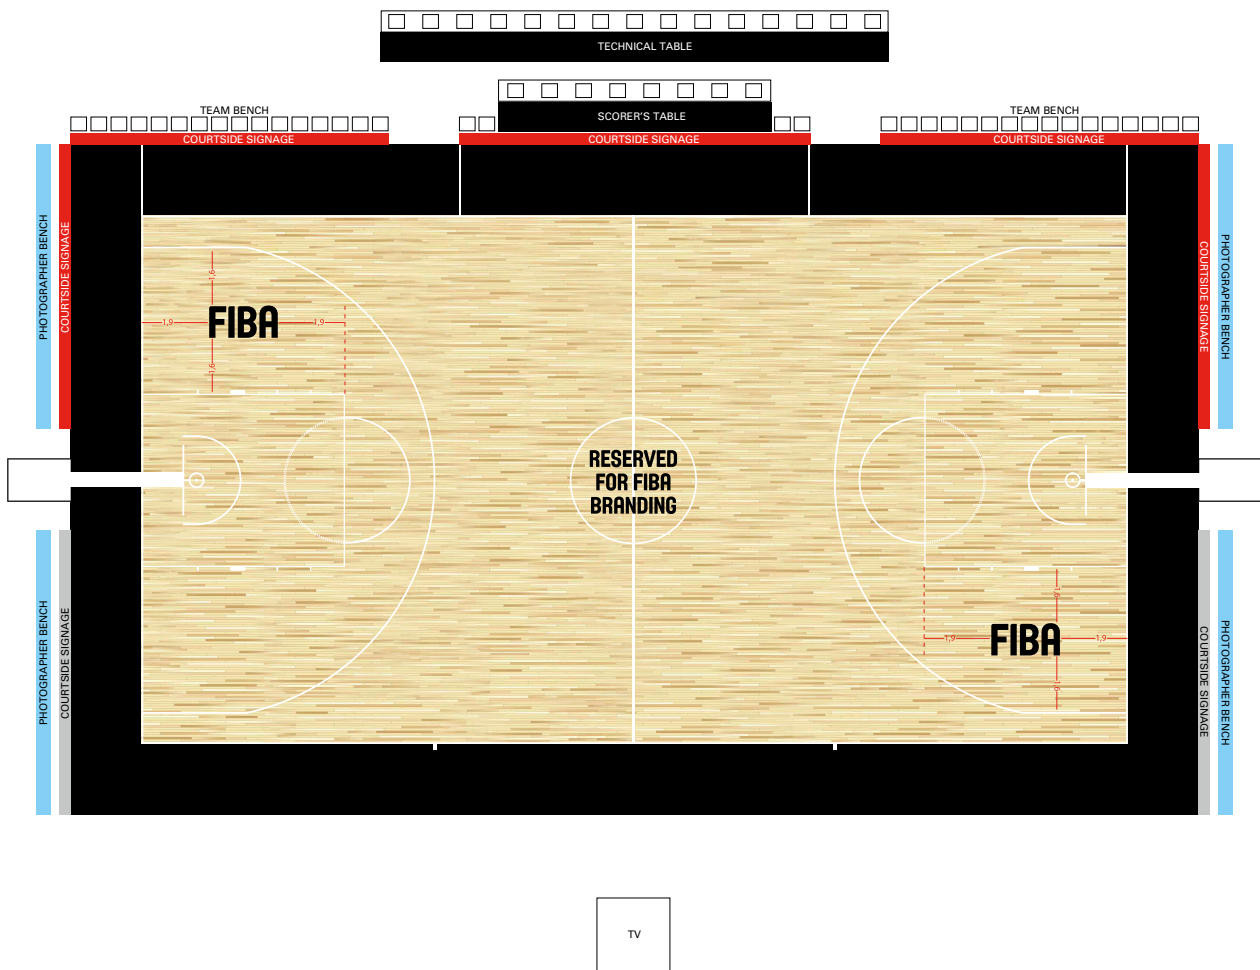 TECHNICAL TABLE
SCORER'S TABLE
TEAM BENCH
TEAM BENCH
COURTSIDE SIGNAGE
COURTSIDE SIGNAGE
COURTSIDE SIGNAGE
PHOTOGRAPHER BENCH
COURTSIDE SIGNAGE
COURTSIDE SIGNAGE
PHOTOGRAPHER BENCH
1,6
1,9
FIBA
1,9
1,6
RESERVED
FOR FIBA
BRANDING
1,6
1,9
FIBA
1,9
1,6
PHOTOGRAPHER BENCH
COURTSIDE SIGNAGE
COURTSIDE SIGNAGE
PHOTOGRAPHER BENCH
TV